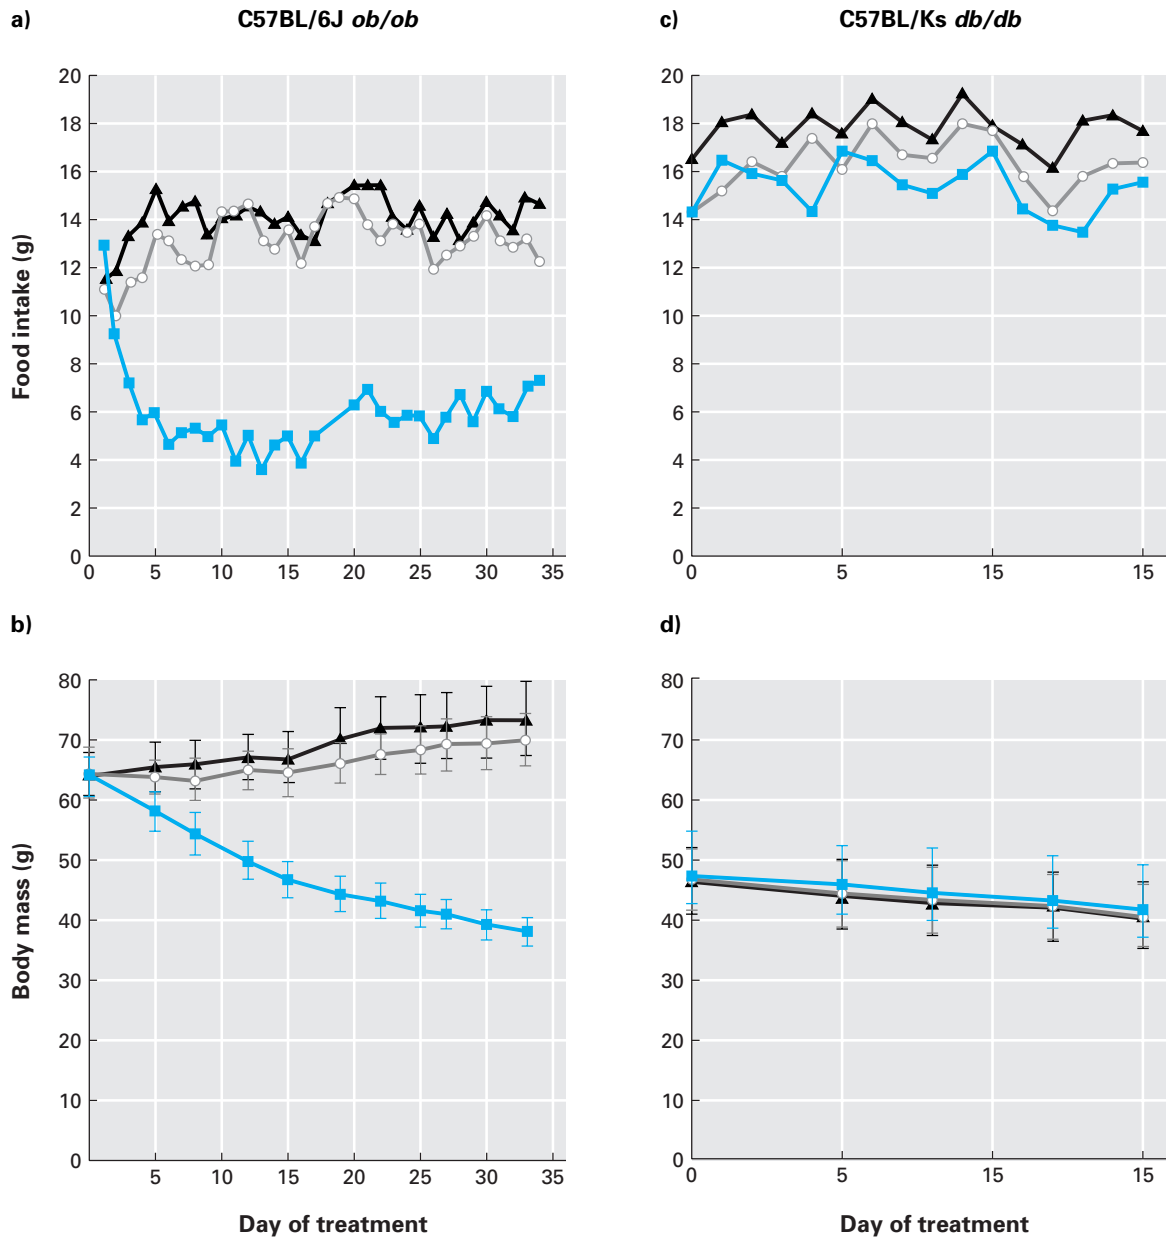 a)
C57BL/6J ob/ob
c)
C57BL/Ks db/db
Food intake (g)
20
18
16
14
12
10
8
6
4
2
0
0 5 10 15 20 25 30 35
20
18
16
14
12
10
8
6
4
2
0
0 5 15 15
b)
d)
Body mass (g)
80
70
60
50
40
30
20
10
0
5 10 15 20 25 30 35
Day of treatment
80
70
60
50
40
30
20
10
0
0 5 15 15
Day of treatment